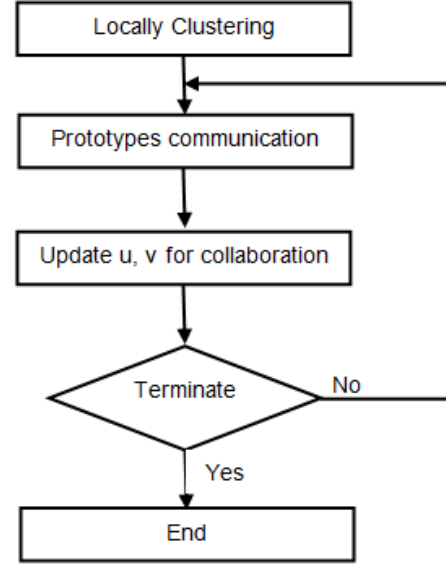 Locally Clustering
Prototypes communication
Update u, v for collaboration
Terminate
No
Yes
End